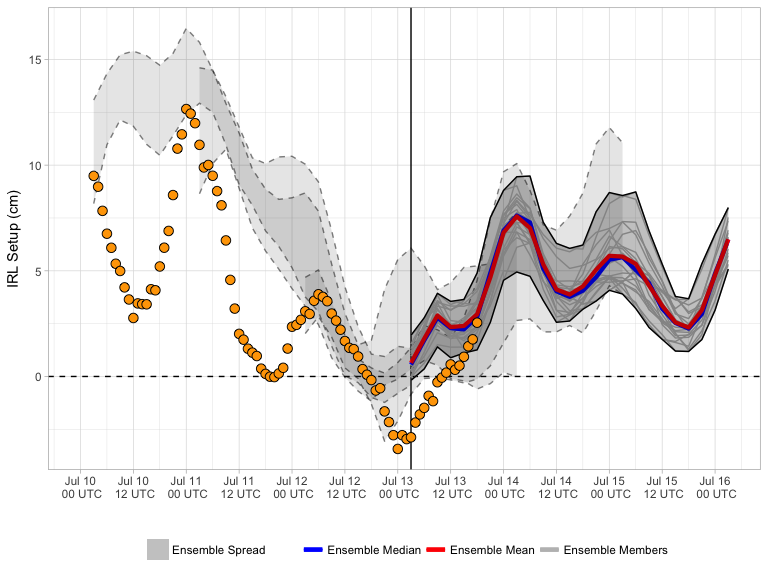 IRL Setup (cm)
15
10
5
0
Jul 10 Jul 10 Jul 11 Jul 11 Jul 12 Jul 12 Jul 13 Jul 13 Jul 14 Jul 14 Jul 15 Jul 15 Jul 16
00 UTC 12 UTC 00 UTC 12 UTC 00 UTC 12 UTC 00 UTC 12 UTC 00 UTC 12 UTC 00 UTC 12 UTC 00 UTC
Ensemble Spread Ensemble Median Ensemble Mean Ensemble Members